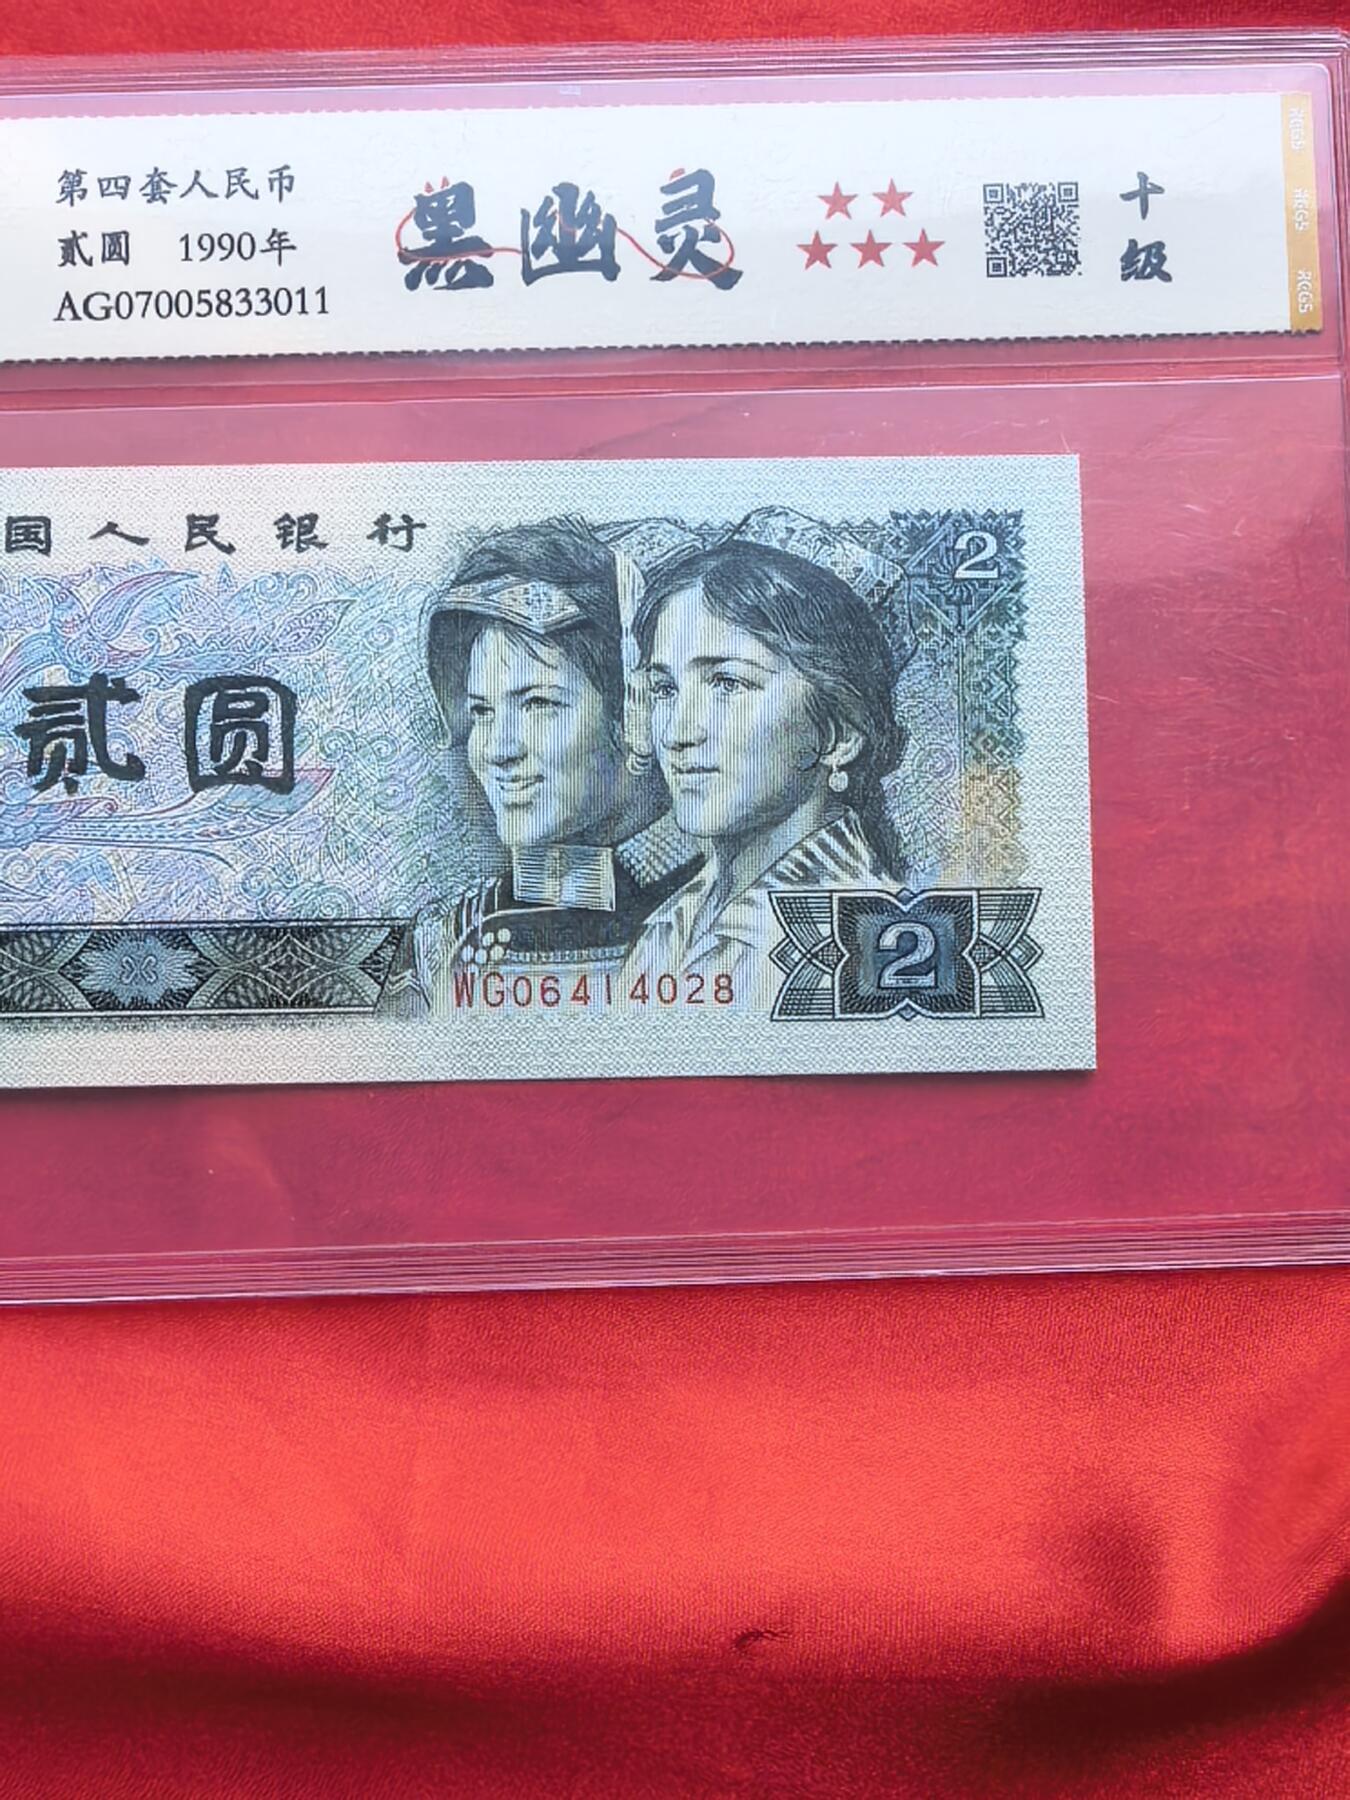 第四套人民币
贰圆 1990年
AG07005833011
黑幽灵
十级
国人民银行
2
贰圆
WG06414028
2